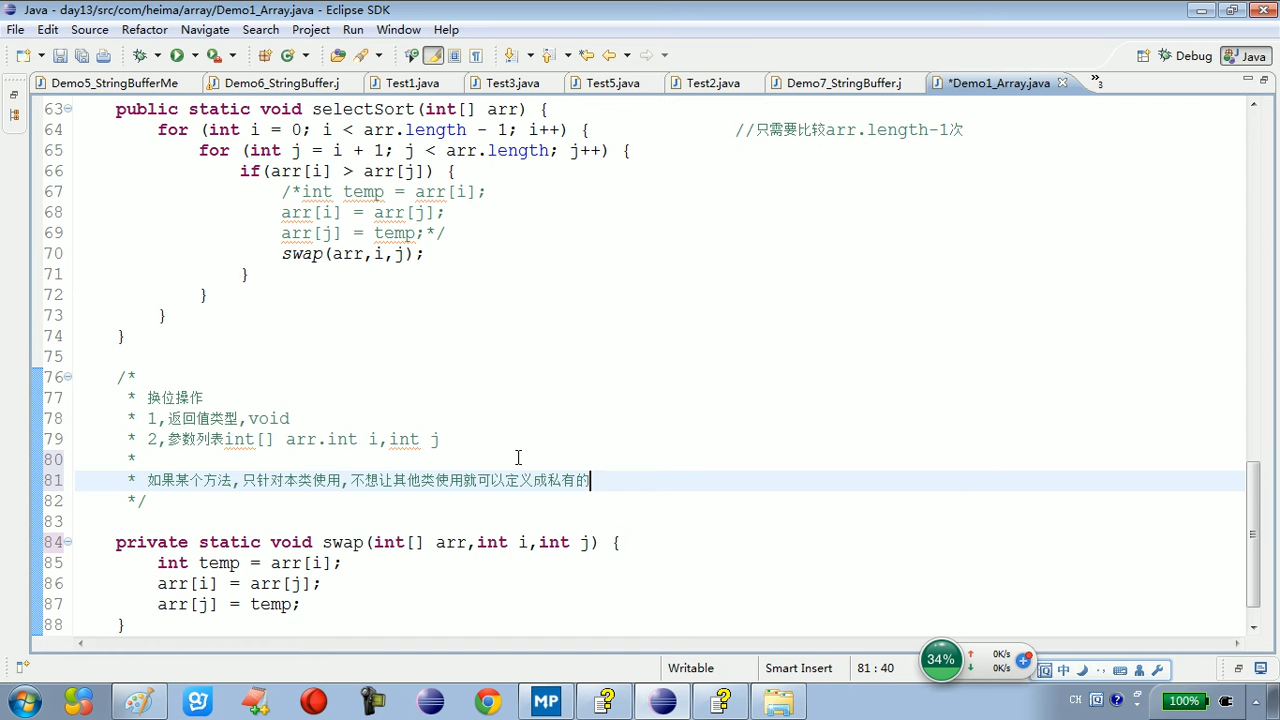 Java - day13/src/com/heima/array/Demo1_Array.java - Eclipse SDK
File Edit Source Refactor Navigate Search Project Run Window Help
Debug Java
Demo5_StringBufferMe Demo6_StringBuffer.j Test1.java Test3.java Test5.java Test2.java Demo7_StringBuffer.j *Demo1_Array.java »3
63 public static void selectSort(int[] arr) {
64 for (int i = 0; i < arr.length - 1; i++) { //只需要比较arr.length-1次
65 for (int j = i + 1; j < arr.length; j++) {
66 if(arr[i] > arr[j]) {
67 /*int temp = arr[i];
68 arr[i] = arr[j];
69 arr[j] = temp;*/
70 swap(arr,i,j);
71 }
72 }
73 }
74 }
75
76 /*
77 * 换位操作
78 * 1,返回值类型,void
79 * 2,参数列表int[] arr.int i,int j
80 *
81 * 如果某个方法,只针对本类使用,不想让其他类使用就可以定义成私有的
82 */
83
84 private static void swap(int[] arr,int i,int j) {
85 int temp = arr[i];
86 arr[i] = arr[j];
87 arr[j] = temp;
88 }
Writable Smart Insert 81 : 40
34% 0K/s
0K/s
中
MP CH 100%